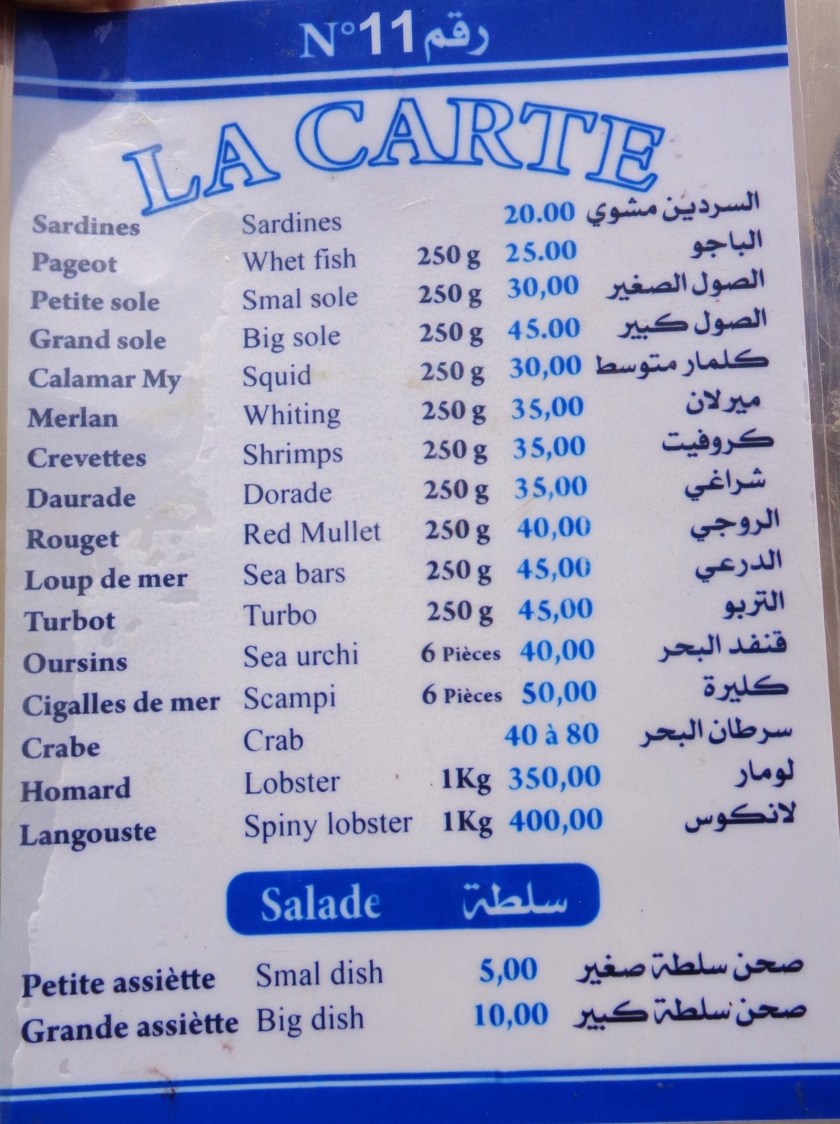 N°11 رقم
LA CARTE
Sardines Sardines 20.00 السردين مشوي
Pageot Whet fish 250 g 25.00 الباجو
Petite sole Smal sole 250 g 30,00 الصول الصغير
Grand sole Big sole 250 g 45.00 الصول كبير
Calamar My Squid 250 g 30,00 كلمار متوسط
Merlan Whiting 250 g 35,00 ميرلان
Crevettes Shrimps 250 g 35,00 كروفيت
Daurade Dorade 250 g 35,00 شراغي
Rouget Red Mullet 250 g 40,00 الروجي
Loup de mer Sea bars 250 g 45,00 الدرعي
Turbot Turbo 250 g 45,00 التربو
Oursins Sea urchi 6 Pièces 40,00 قنفد البحر
Cigalles de mer Scampi 6 Pièces 50,00 كليرة
Crabe Crab 40 à 80 سرطان البحر
Homard Lobster 1Kg 350,00 لومار
Langouste Spiny lobster 1Kg 400,00 لانكوس
Salade سلطة
Petite assiètte Smal dish 5,00 صحن سلطة صغير
Grande assiètte Big dish 10,00 صحن سلطة كبير